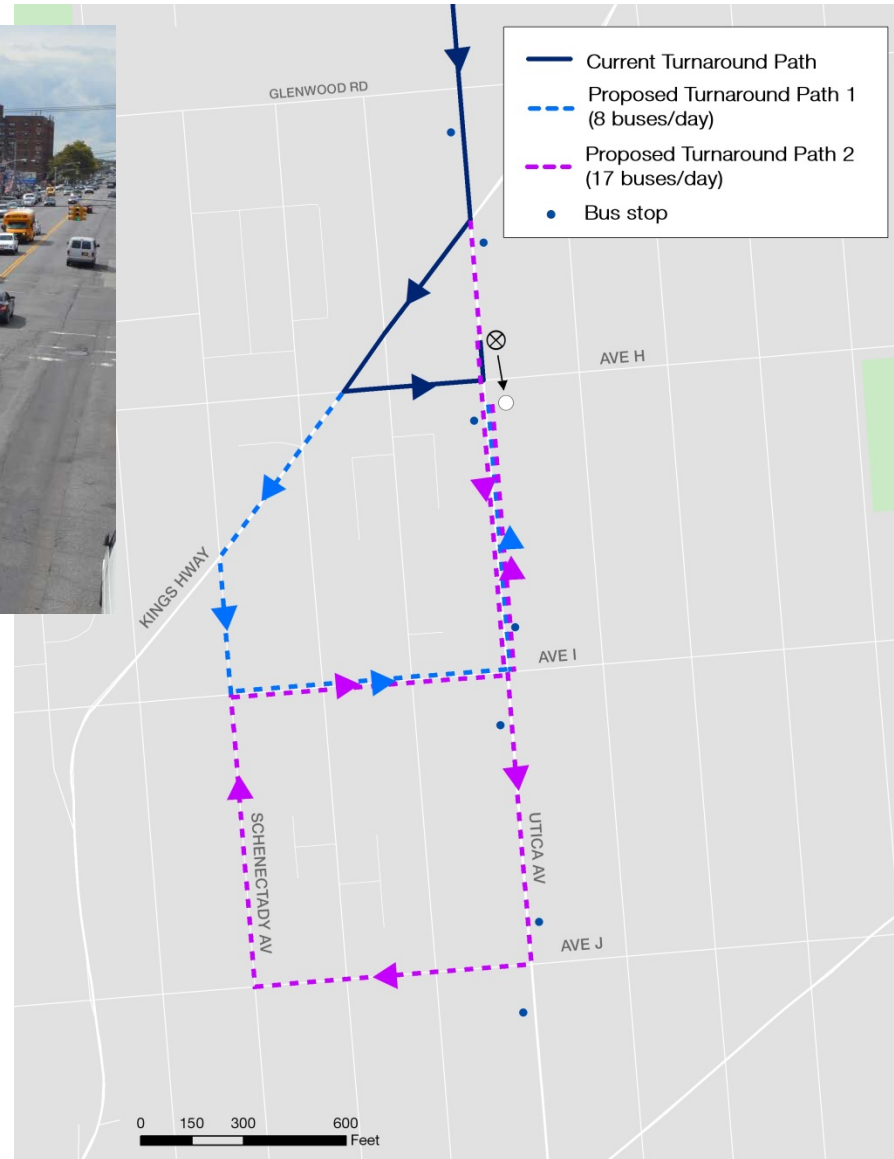 Current Turnaround Path
Proposed Turnaround Path 1
(8 buses/day)
Proposed Turnaround Path 2
(17 buses/day)
Bus stop
GLENWOOD RD
AVE H
KINGS HWAY
AVE I
SCHENECTADY AV
UTICA AV
AVE J
0 150 300 600
Feet